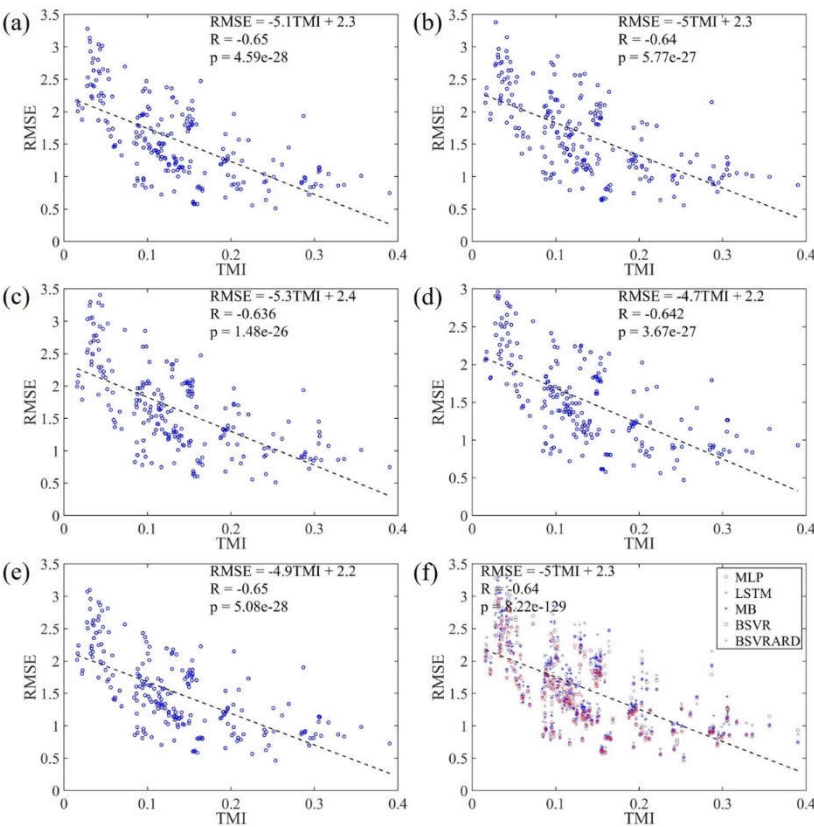 (a)
RMSE = -5.1TMI + 2.3
R = -0.65
p = 4.59e-28
3.5
3
2.5
2
1.5
1
0.5
0
RMSE
0 0.1 0.2 0.3 0.4
TMI
(b)
RMSE = -5TMI + 2.3
R = -0.64
p = 5.77e-27
3.5
3
2.5
2
1.5
1
0.5
0
RMSE
0 0.1 0.2 0.3 0.4
TMI
(c)
RMSE = -5.3TMI + 2.4
R = -0.636
p = 1.48e-26
3.5
3
2.5
2
1.5
1
0.5
0
RMSE
0 0.1 0.2 0.3 0.4
TMI
(d)
RMSE = -4.7TMI + 2.2
R = -0.642
p = 3.67e-27
3
2.5
2
1.5
1
0.5
0
RMSE
0 0.1 0.2 0.3 0.4
TMI
(e)
RMSE = -4.9TMI + 2.2
R = -0.65
p = 5.08e-28
3.5
3
2.5
2
1.5
1
0.5
0
RMSE
0 0.1 0.2 0.3 0.4
TMI
(f)
RMSE = -5TMI + 2.3
R = -0.64
p = 8.22e-129
MLP
LSTM
MB
BSVR
BSVRARD
3.5
3
2.5
2
1.5
1
0.5
0
RMSE
0 0.1 0.2 0.3 0.4
TMI